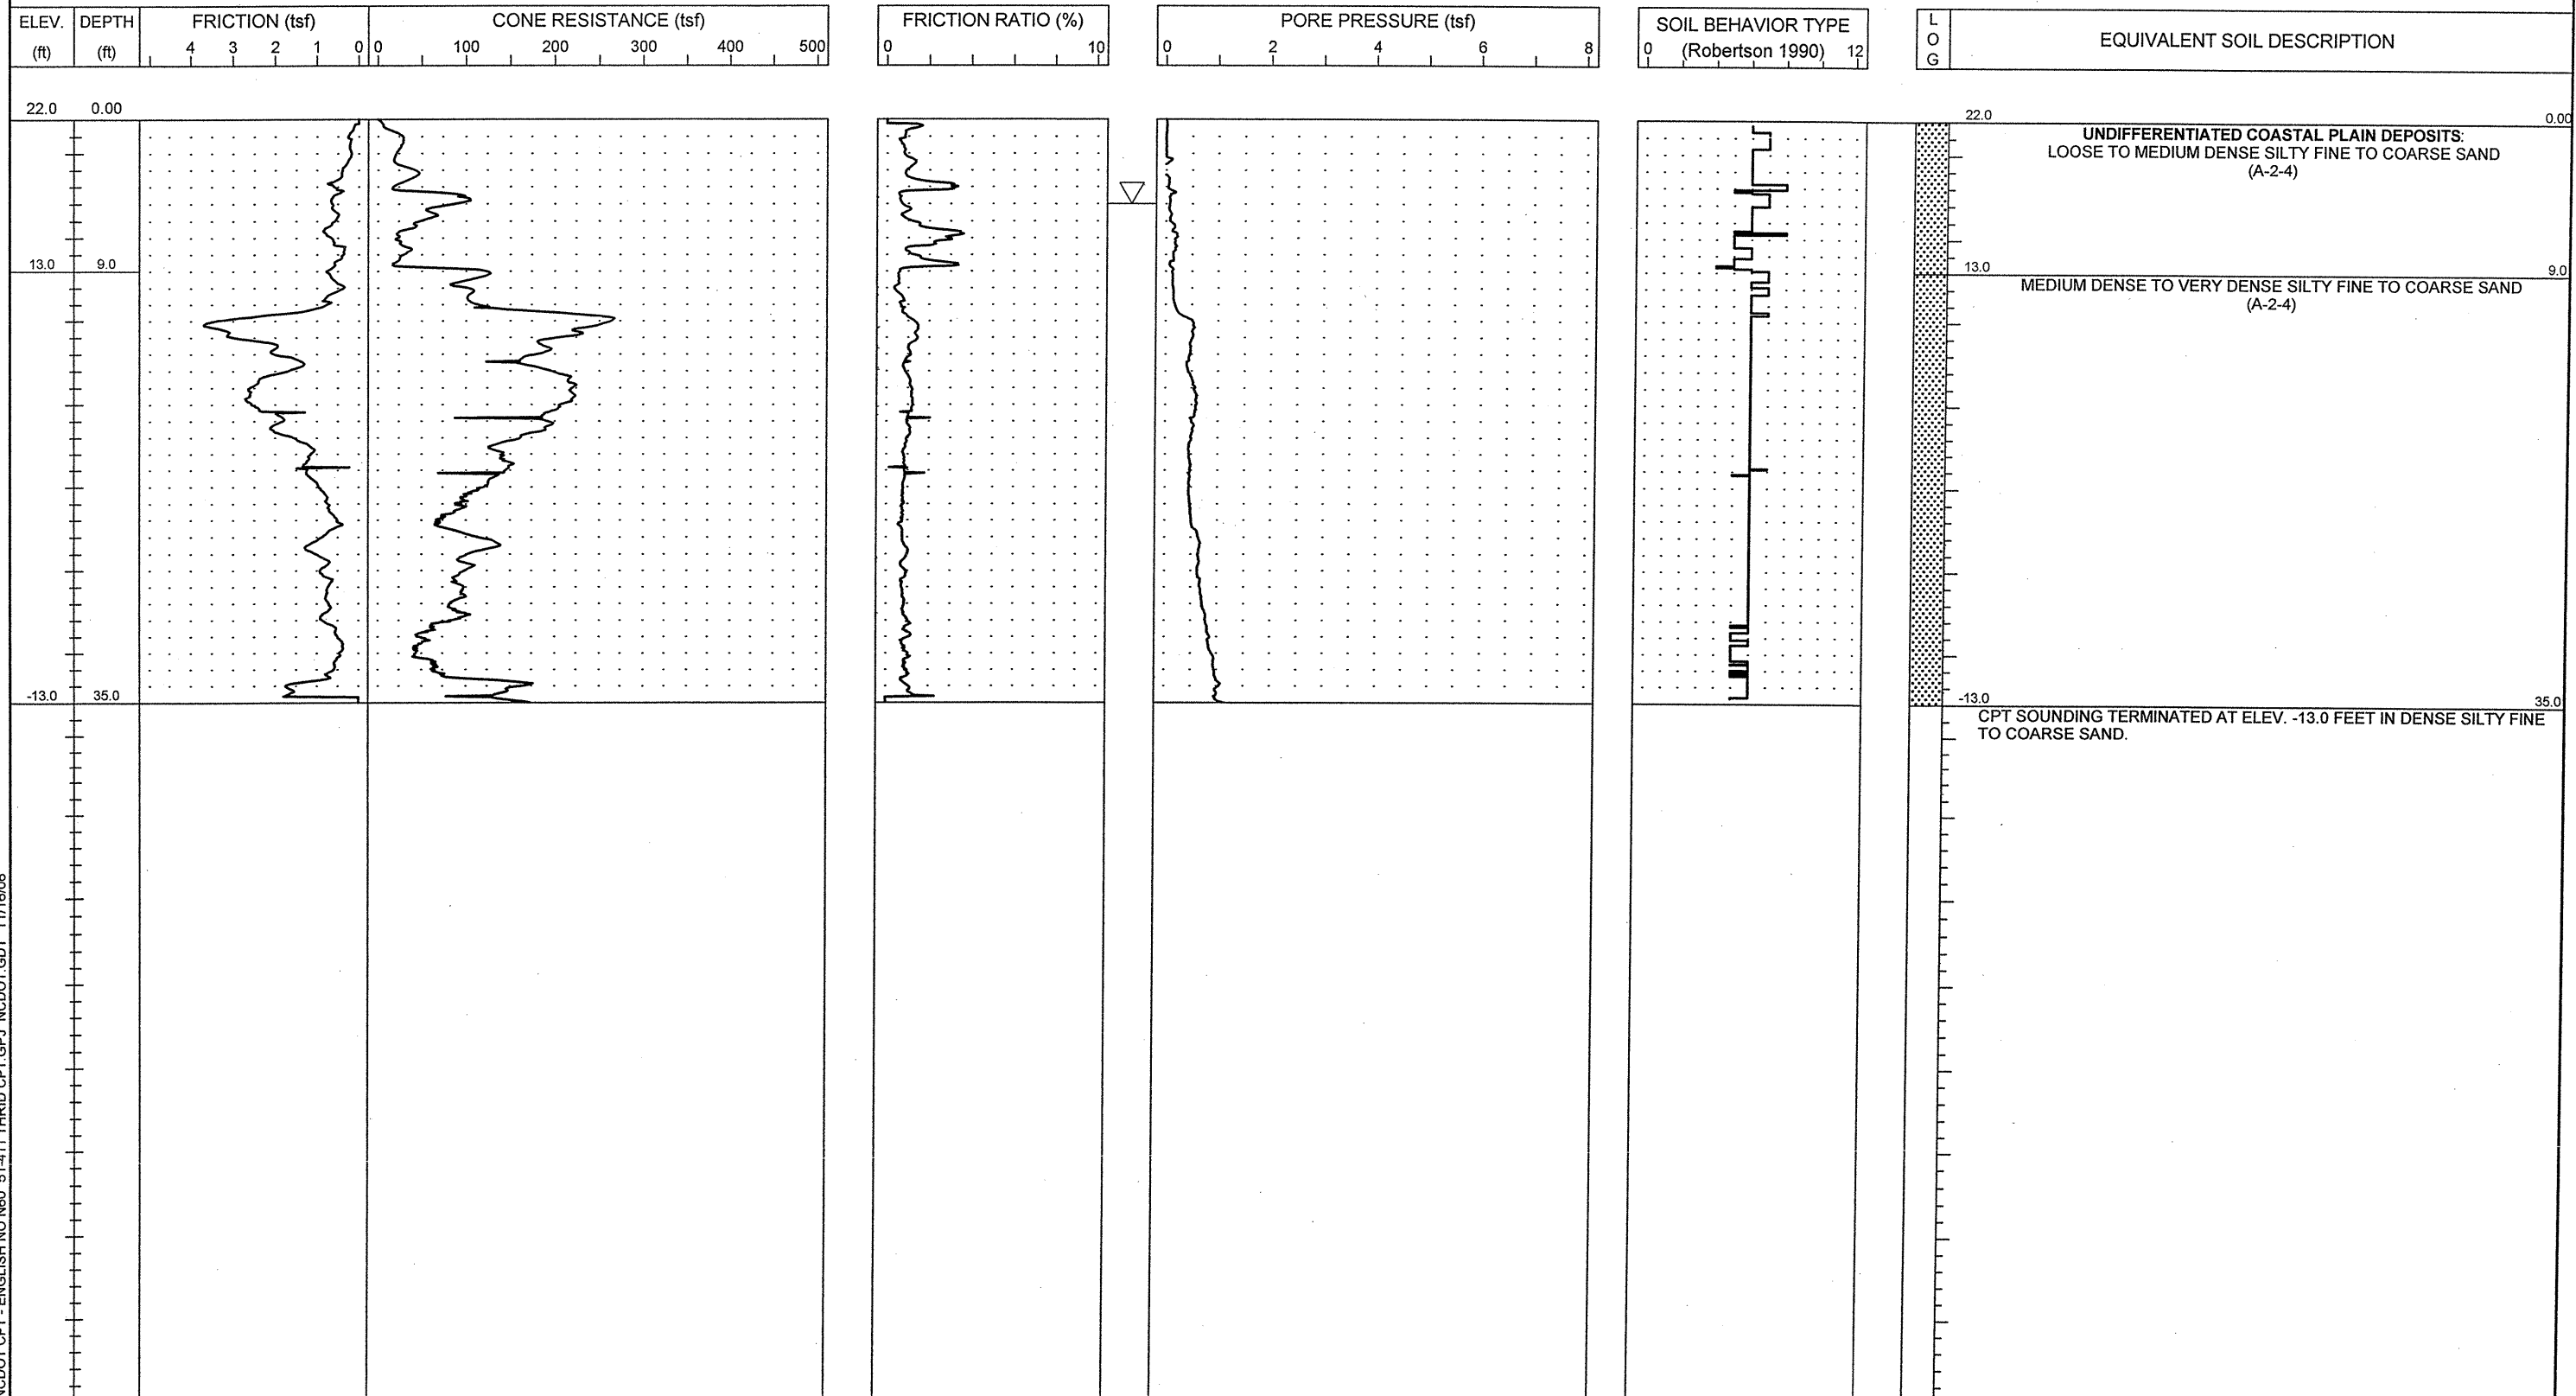 ELEV. (ft)
DEPTH (ft)
FRICTION (tsf)
4 3 2 1 0
CONE RESISTANCE (tsf)
0 100 200 300 400 500
FRICTION RATIO (%)
0 10
PORE PRESSURE (tsf)
0 2 4 6 8
SOIL BEHAVIOR TYPE
(Robertson 1990)
0 12
LOG
EQUIVALENT SOIL DESCRIPTION
22.0 0.00
22.0 0.00
UNDIFFERENTIATED COASTAL PLAIN DEPOSITS:
LOOSE TO MEDIUM DENSE SILTY FINE TO COARSE SAND
(A-2-4)
13.0 9.0
13.0 9.0
MEDIUM DENSE TO VERY DENSE SILTY FINE TO COARSE SAND
(A-2-4)
-13.0 35.0
-13.0 35.0
CPT SOUNDING TERMINATED AT ELEV. -13.0 FEET IN DENSE SILTY FINE
TO COARSE SAND.
CPT - ENGLISH NO N60